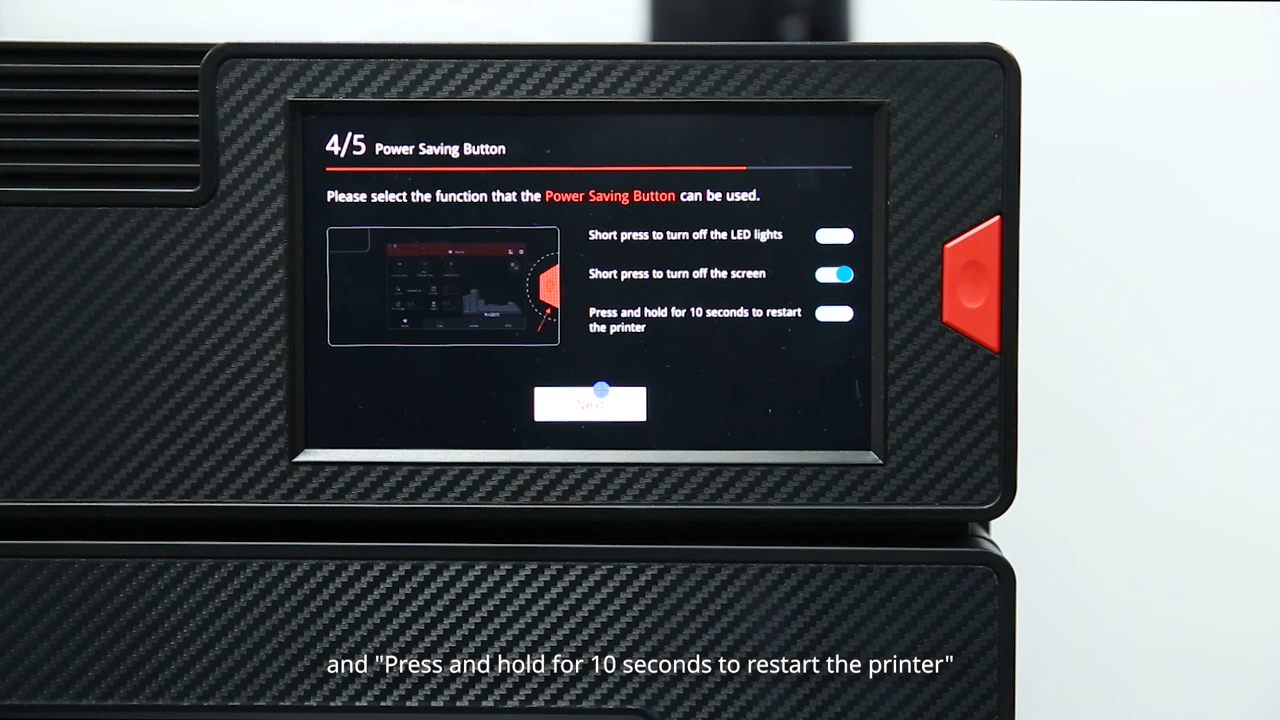 4/5 Power Saving Button
Please select the function that the Power Saving Button can be used.
Short press to turn off the LED lights
Short press to turn off the screen
Press and hold for 10 seconds to restart
the printer
Next
and "Press and hold for 10 seconds to restart the printer"